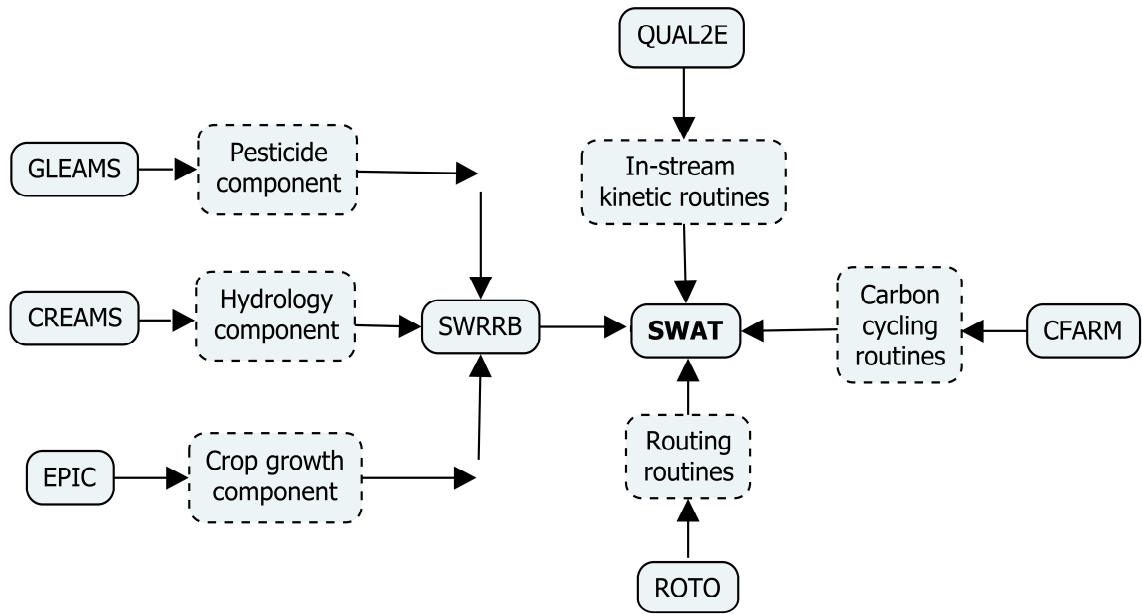 QUAL2E
GLEAMS
Pesticide
component
In-stream
kinetic routines
CREAMS
Hydrology
component
SWRRB
SWAT
Carbon
cycling
routines
CFARM
EPIC
Crop growth
component
Routing
routines
ROTO